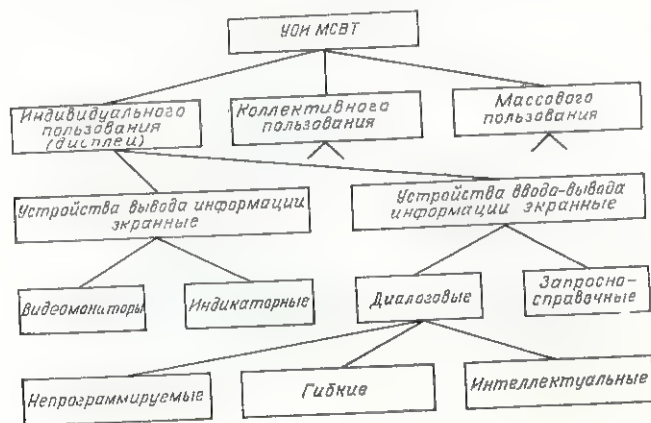 УОИ МСВТ
Индивидуального
пользования
(дисплеи)
Коллективного
пользования
Массового
пользования
Устройства вывода информации
экранные
Устройства ввода-вывода
информации экранные
Видеомониторы
Индикаторные
Диалоговые
Запросно-
справочные
Непрограммируемые
Гибкие
Интеллектуальные